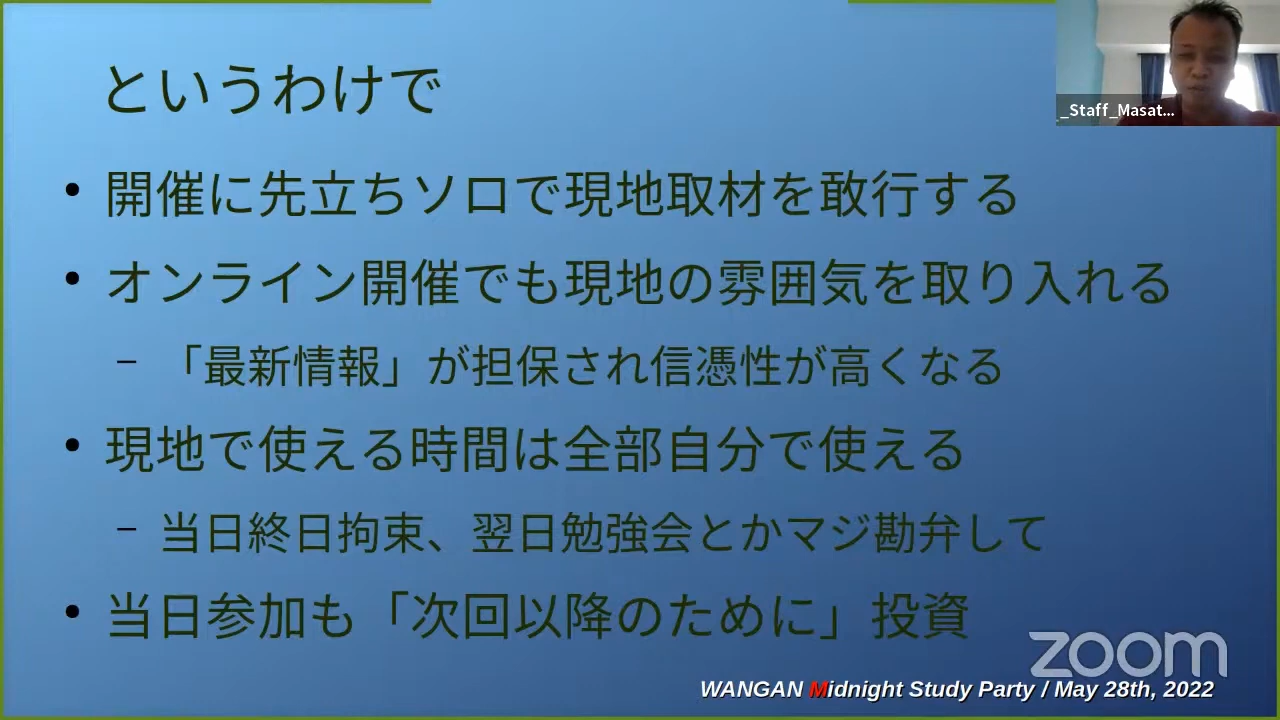 というわけで
_Staff_Masat...
• 開催に先立ちソロで現地取材を敢行する
• オンライン開催でも現地の雰囲気を取り入れる
– 「最新情報」が担保され信憑性が高くなる
• 現地で使える時間は全部自分で使える
– 当日終日拘束、翌日勉強会とかマジ勘弁して
• 当日参加も「次回以降のために」投資
zoom
WANGAN Midnight Study Party / May 28th, 2022